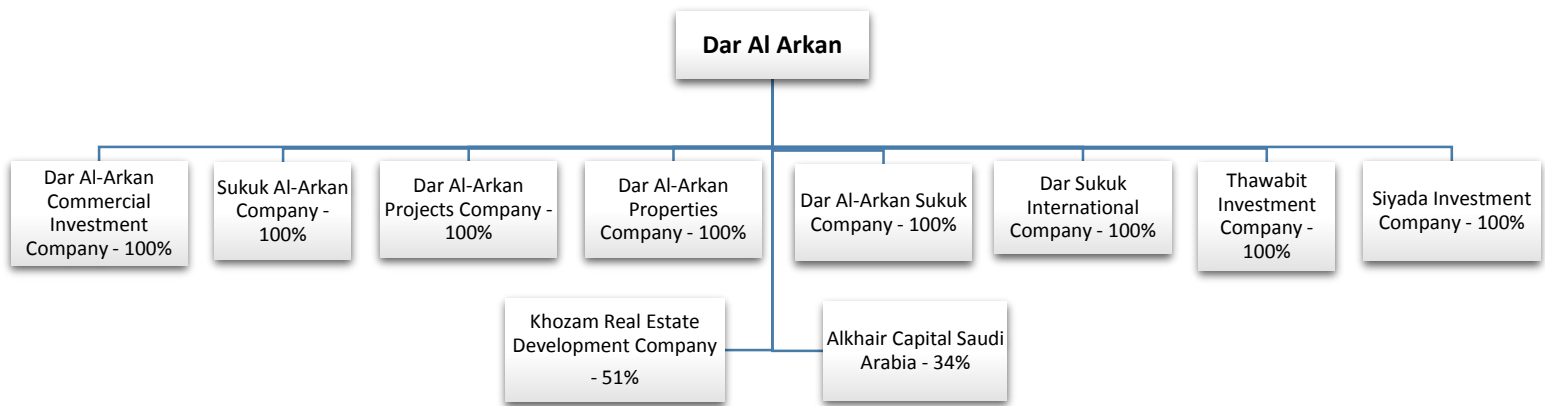 Dar Al Arkan
Dar Al-Arkan
Commercial
Investment
Company - 100%
Sukuk Al-Arkan
Company -
100%
Dar Al-Arkan
Projects Company -
100%
Dar Al-Arkan
Properties
Company - 100%
Dar Al-Arkan Sukuk
Company - 100%
Dar Sukuk
International
Company - 100%
Thawabit
Investment
Company -
100%
Siyada Investment
Company - 100%
Khozam Real Estate
Development Company
- 51%
Alkhair Capital Saudi
Arabia - 34%